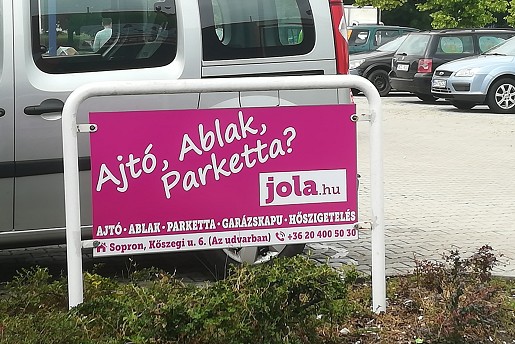 Ajtó, Ablak,
Parketta?
jola.hu
AJTÓ · ABLAK · PARKETTA · GARÁZSKAPU · HŐSZIGETELÉS
Sopron, Kőszegi u. 6. (Az udvarban) +36 20 400 50 30